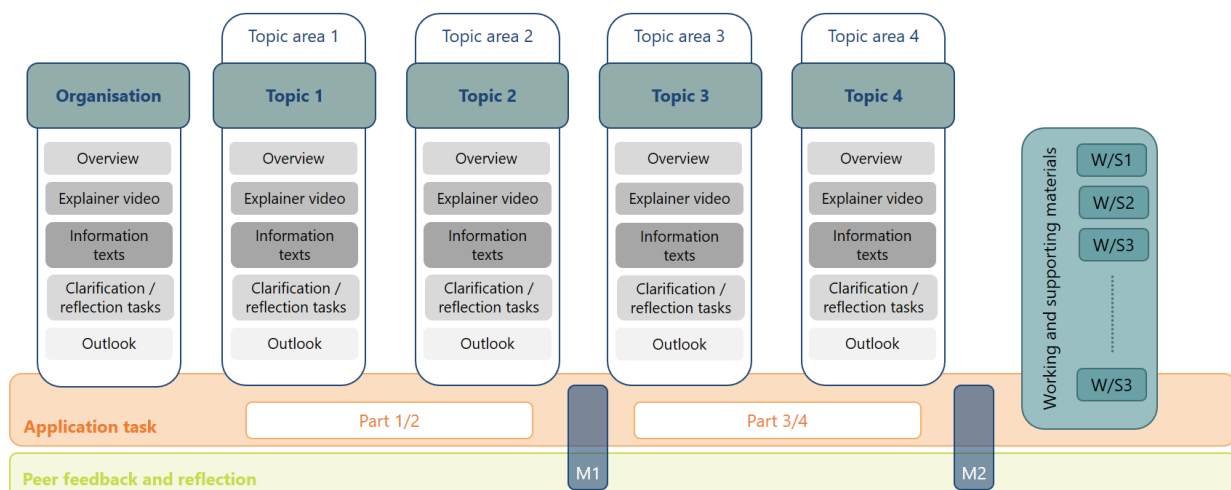 Topic area 1
Topic area 2
Topic area 3
Topic area 4
Organisation
Topic 1
Topic 2
Topic 3
Topic 4
Overview
Explainer video
Information
texts
Clarification /
reflection tasks
Outlook
Overview
Explainer video
Information
texts
Clarification /
reflection tasks
Outlook
Overview
Explainer video
Information
texts
Clarification /
reflection tasks
Outlook
Overview
Explainer video
Information
texts
Clarification /
reflection tasks
Outlook
Overview
Explainer video
Information
texts
Clarification /
reflection tasks
Outlook
Working and supporting materials
W/S1
W/S2
W/S3
W/S3
Application task
Part 1/2
Part 3/4
Peer feedback and reflection
M1
M2